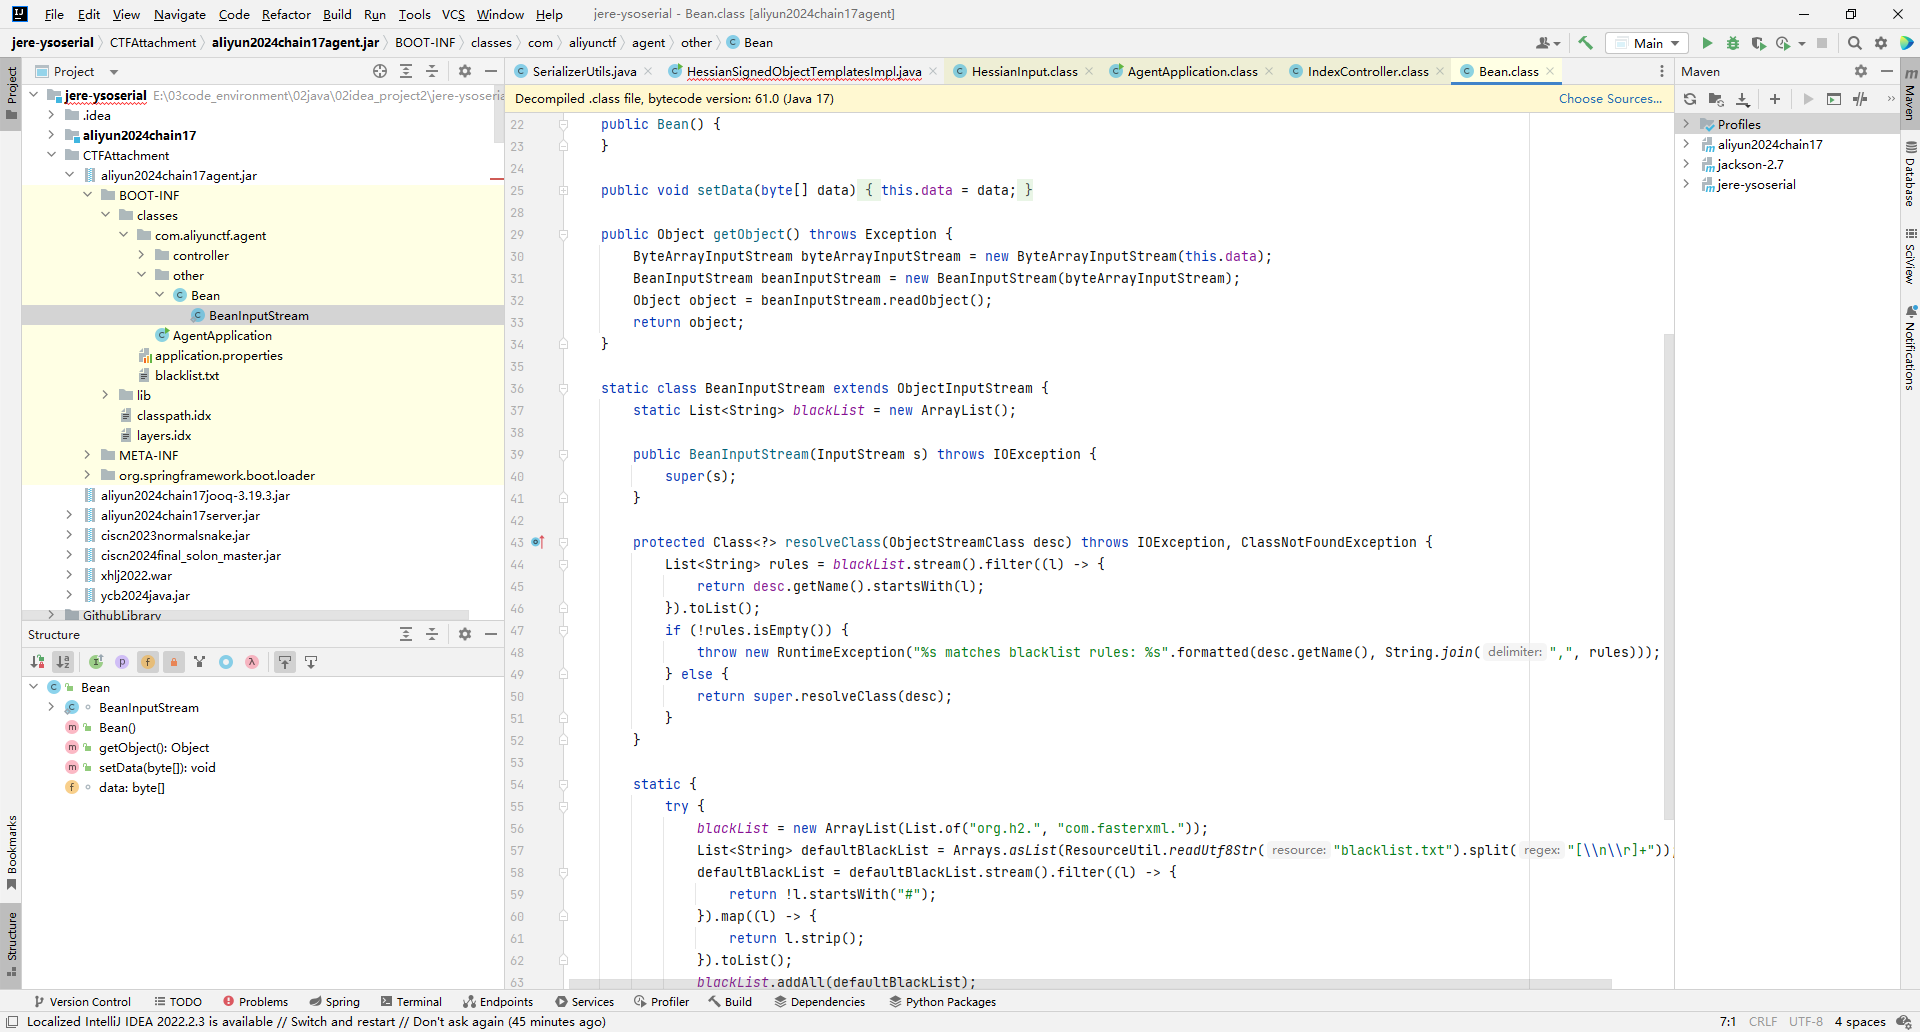 File Edit View Navigate Code Refactor Build Run Tools VCS Window Help jere-ysoserial - Bean.class [aliyun2024chain17agent]
jere-ysoserial CTFAttachment aliyun2024chain17agent.jar BOOT-INF classes com aliyunctf agent other Bean
Main
Project
SerializerUtils.java HessianSignedObjectTemplatesImpl.java HessianInput.class AgentApplication.class IndexController.class Bean.class
Decompiled .class file, bytecode version: 61.0 (Java 17) Choose Sources...
Project
jere-ysoserial E:\03code_environment\02java\02idea_project2\jere-ysoseria
.idea
aliyun2024chain17
CTFAttachment
aliyun2024chain17agent.jar
BOOT-INF
classes
com.aliyunctf.agent
controller
other
Bean
BeanInputStream
AgentApplication
application.properties
blacklist.txt
lib
classpath.idx
layers.idx
META-INF
org.springframework.boot.loader
aliyun2024chain17jooq-3.19.3.jar
aliyun2024chain17server.jar
ciscn2023normalsnake.jar
ciscn2024final_solon_master.jar
xhlj2022.war
ycb2024java.jar
GithubLibrary
Structure
Bean
BeanInputStream
Bean()
getObject(): Object
setData(byte[]): void
data: byte[]
Bookmarks
Structure
22 public Bean() {
23 }
24
25 public void setData(byte[] data) { this.data = data; }
28
29 public Object getObject() throws Exception {
30 ByteArrayInputStream byteArrayInputStream = new ByteArrayInputStream(this.data);
31 BeanInputStream beanInputStream = new BeanInputStream(byteArrayInputStream);
32 Object object = beanInputStream.readObject();
33 return object;
34 }
35
36 static class BeanInputStream extends ObjectInputStream {
37 static List<String> blackList = new ArrayList();
38
39 public BeanInputStream(InputStream s) throws IOException {
40 super(s);
41 }
42
43 protected Class<?> resolveClass(ObjectStreamClass desc) throws IOException, ClassNotFoundException {
44 List<String> rules = blackList.stream().filter((l) -> {
45 return desc.getName().startsWith(l);
46 }).toList();
47 if (!rules.isEmpty()) {
48 throw new RuntimeException("%s matches blacklist rules: %s".formatted(desc.getName(), String.join( delimiter: ",", rules)));
49 } else {
50 return super.resolveClass(desc);
51 }
52 }
53
54 static {
55 try {
56 blackList = new ArrayList(List.of("org.h2.", "com.fasterxml."));
57 List<String> defaultBlackList = Arrays.asList(ResourceUtil.readUtf8Str( resource: "blacklist.txt").split( regex: "[\\n\\r]+"))
58 defaultBlackList = defaultBlackList.stream().filter((l) -> {
59 return !l.startsWith("#");
60 }).map((l) -> {
61 return l.strip();
62 }).toList();
63 blackList.addAll(defaultBlackList);
Maven
Profiles
aliyun2024chain17
jackson-2.7
jere-ysoserial
Maven
Database
SciView
Notifications
Version Control TODO Problems Spring Terminal Endpoints Services Profiler Build Dependencies Python Packages
Localized IntelliJ IDEA 2022.2.3 is available // Switch and restart // Don't ask again (45 minutes ago) 7:1 CRLF UTF-8 4 spaces